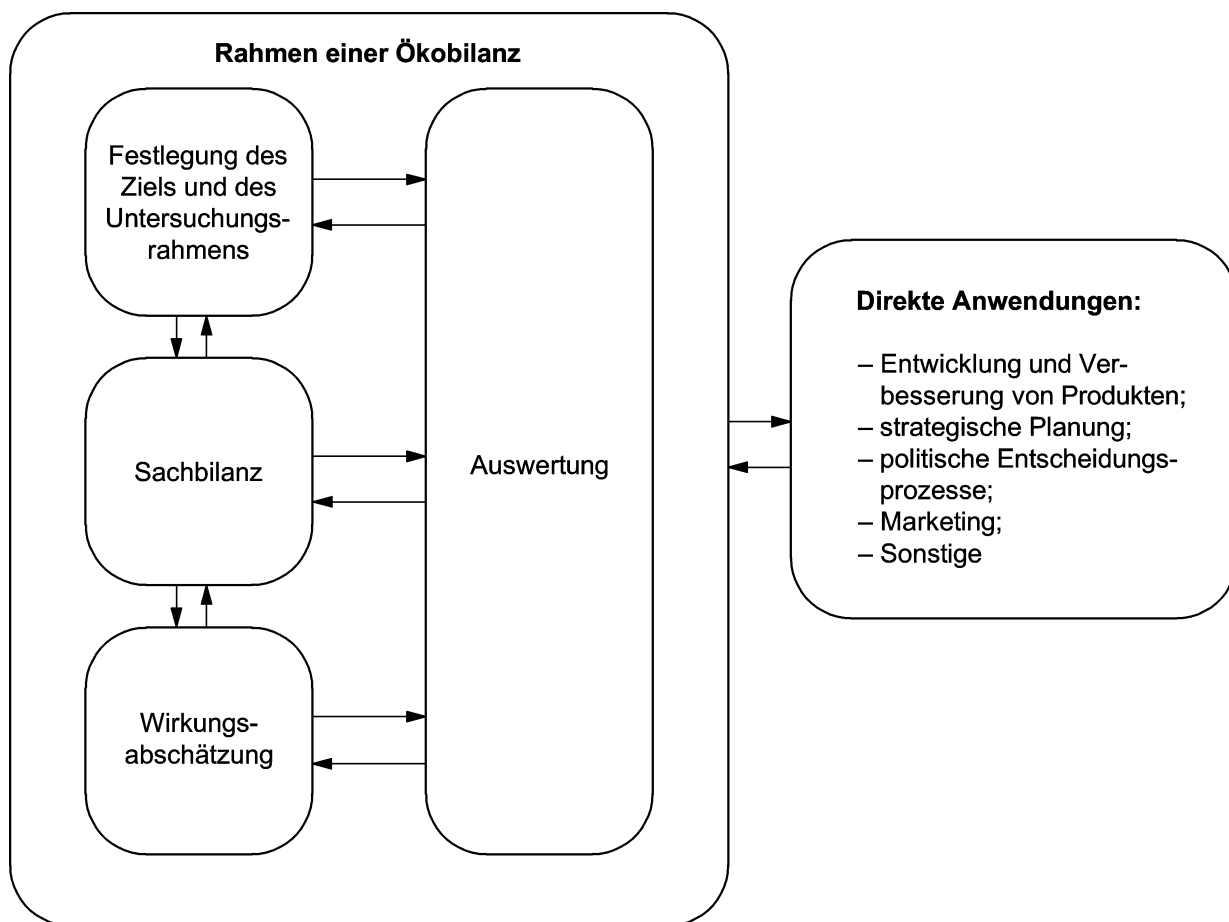 Rahmen einer Ökobilanz
Festlegung des
Ziels und des
Untersuchungs-
rahmens
Sachbilanz
Wirkungs-
abschätzung
Auswertung
Direkte Anwendungen:
– Entwicklung und Ver-
besserung von Produkten;
– strategische Planung;
– politische Entscheidungs-
prozesse;
– Marketing;
– Sonstige